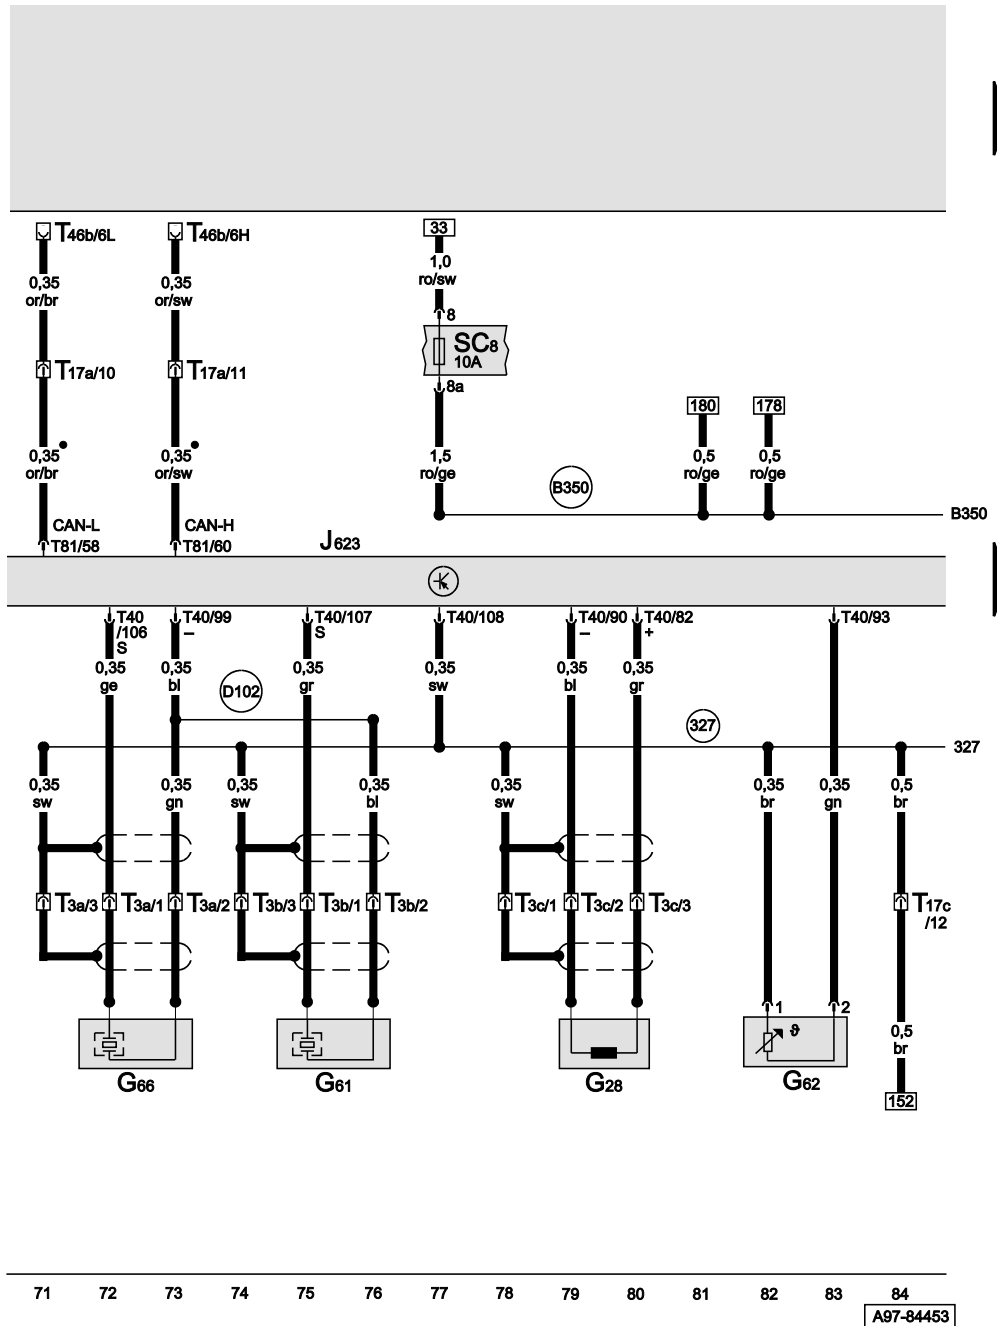 T46b/6L
T46b/6H
33
0,35
0,35
1,0
or/br
or/sw
ro/sw
8
SC8
10A
T17a/10
T17a/11
8a
180
178
0,35
0,35
1,5
0,5
0,5
or/br
or/sw
ro/ge
ro/ge
ro/ge
B350
B350
CAN-L
CAN-H
T81/58
T81/60
J623
T40
/106
S
T40/99
–
T40/107
S
T40/108
T40/90
–
T40/82
+
T40/93
0,35
0,35
0,35
0,35
0,35
0,35
ge
bl
gr
sw
bl
gr
D102
327
327
0,35
0,35
0,35
0,35
0,35
0,35
0,35
0,5
sw
gn
sw
bl
sw
br
gn
br
T3a/3
T3a/1
T3a/2
T3b/3
T3b/1
T3b/2
T3c/1
T3c/2
T3c/3
T17c
/12
1
2
ϑ
0,5
br
G66
G61
G28
G62
152
71
72
73
74
75
76
77
78
79
80
81
82
83
84
A97-84453